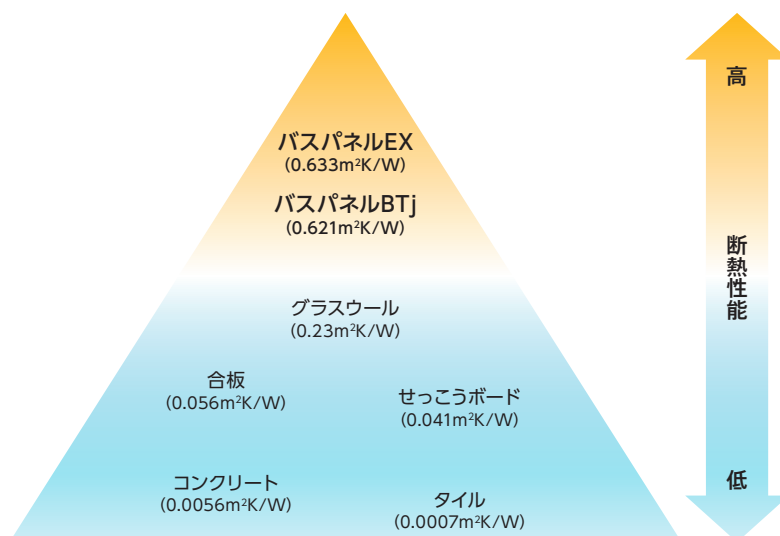 バスパネルEX
(0.633m²K/W)
バスパネルBTj
(0.621m²K/W)
グラスウール
(0.23m²K/W)
合板
(0.056m²K/W)
せっこうボード
(0.041m²K/W)
コンクリート
(0.0056m²K/W)
タイル
(0.0007m²K/W)
高
断熱性能
低